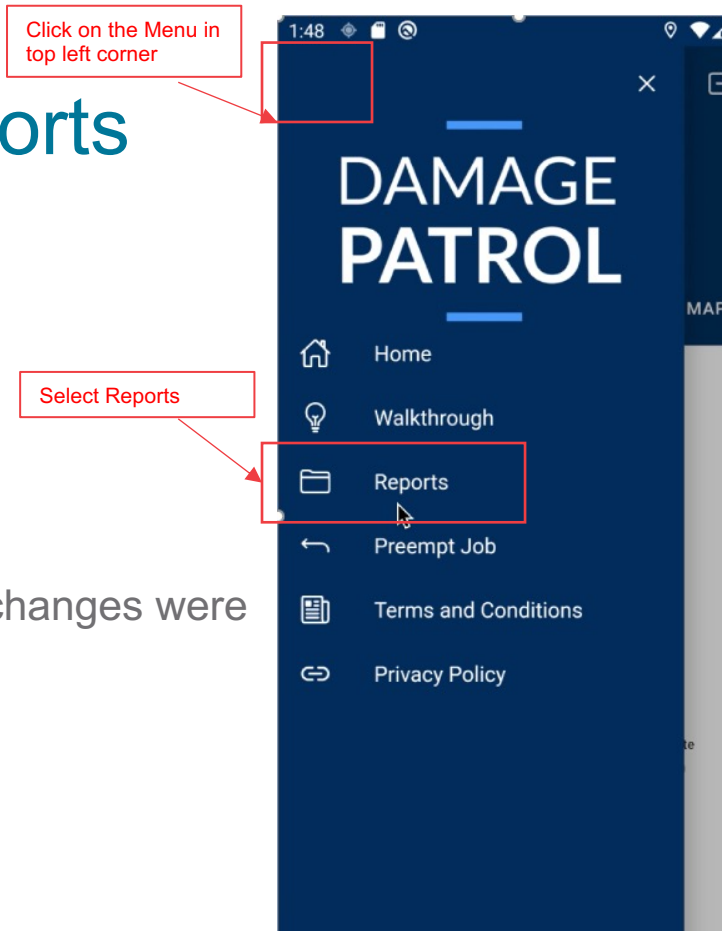 Click on the Menu in
top left corner
1:48
orts
DAMAGE
PATROL
MAP
Home
Select Reports
Walkthrough
Reports
Preempt Job
changes were
Terms and Conditions
Privacy Policy
te